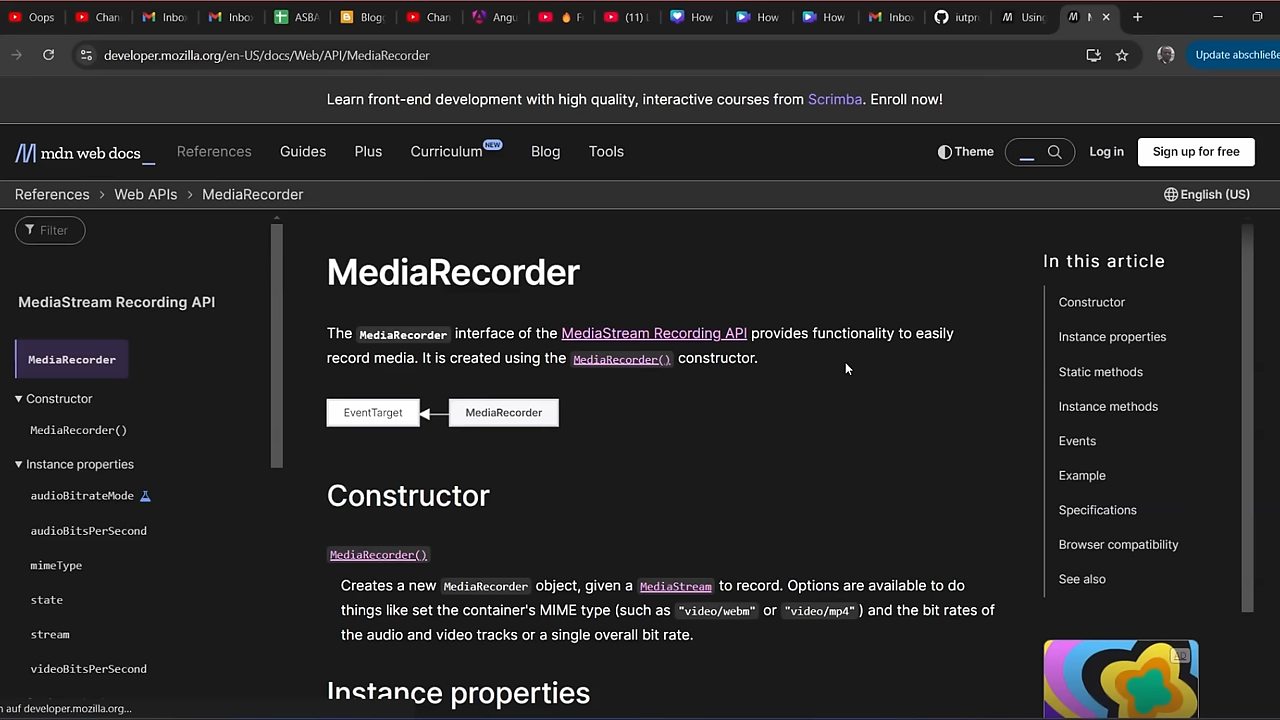 Oops
Chan
Inbo
Inbo
ASBA
Blog
Chan
Angu
F
(11)
How
How
How
Inbo
iutpr
Using
developer.mozilla.org/en-US/docs/Web/API/MediaRecorder
Update abschließe
Learn front-end development with high quality, interactive courses from Scrimba. Enroll now!
mdn web docs_
References
Guides
Plus
Curriculum NEW
Blog
Tools
Theme
Log in
Sign up for free
References > Web APIs > MediaRecorder
English (US)
Filter
MediaStream Recording API
MediaRecorder
Constructor
MediaRecorder()
Instance properties
audioBitrateMode
audioBitsPerSecond
mimeType
state
stream
videoBitsPerSecond
MediaRecorder
The MediaRecorder interface of the MediaStream Recording API provides functionality to easily
record media. It is created using the MediaRecorder() constructor.
EventTarget
MediaRecorder
Constructor
MediaRecorder()
Creates a new MediaRecorder object, given a MediaStream to record. Options are available to do
things like set the container's MIME type (such as "video/webm" or "video/mp4") and the bit rates of
the audio and video tracks or a single overall bit rate.
Instance properties
In this article
Constructor
Instance properties
Static methods
Instance methods
Events
Example
Specifications
Browser compatibility
See also
AD
n auf developer.mozilla.org...